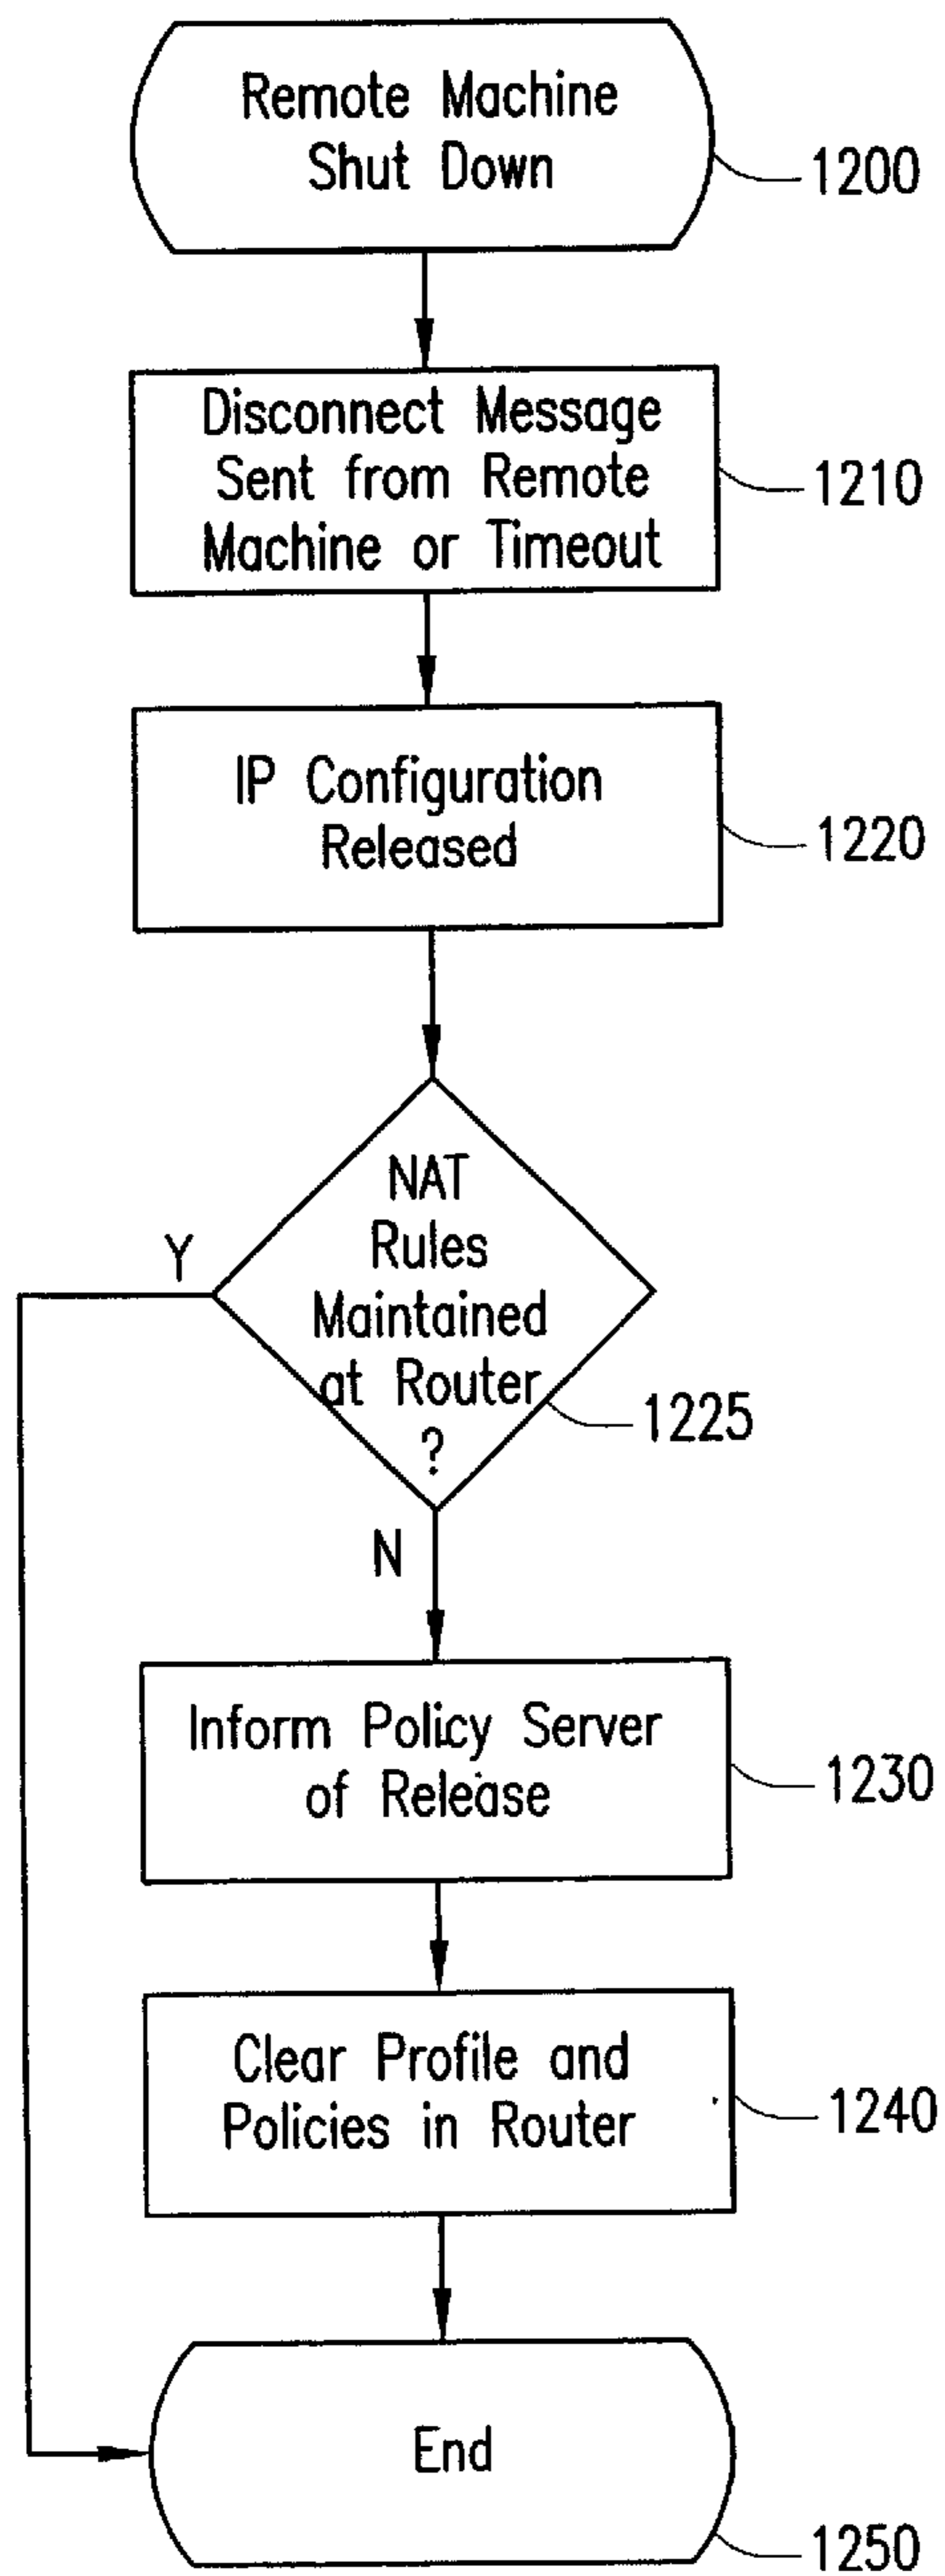 Remote Machine
Shut Down
1200
Disconnect Message
Sent from Remote
Machine or Timeout
1210
IP Configuration
Released
1220
NAT
Rules
Maintained
at Router
?
1225
Y
N
Inform Policy Server
of Release
1230
Clear Profile and
Policies in Router
1240
End
1250